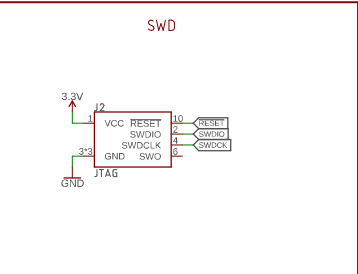 SWD
3.3V
J2
1 VCC RESET 10 RESET
SWDIO 2 SWDIO
SWDCLK 4 SWDCK
3*3 GND SWO 6
JTAG
GND